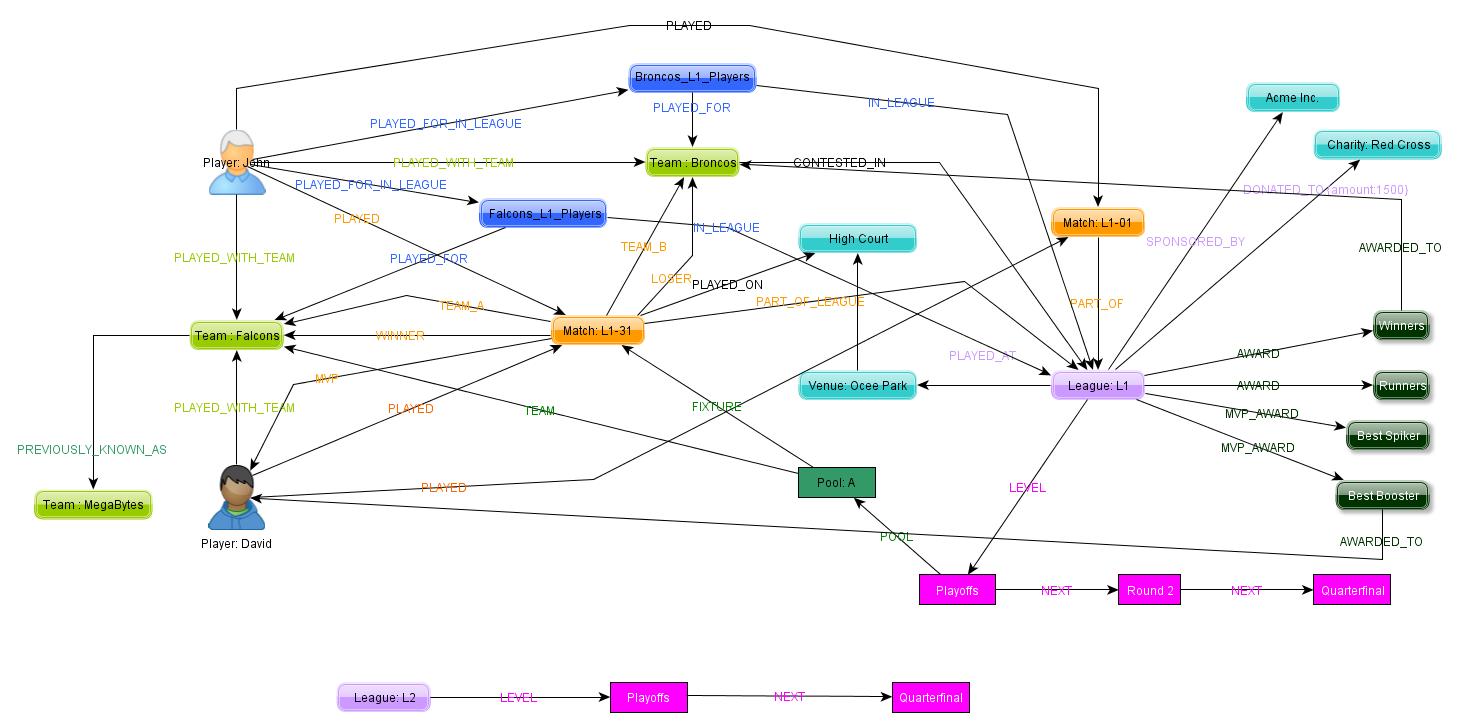 PLAYED
Broncos_L1_Players
Acme Inc.
IN_LEAGUE
PLAYED_FOR
PLAYED_FOR_IN_LEAGUE
Charity: Red Cross
Player: John
PLAYED_WITH_TEAM
Team : Broncos
CONTESTED_IN
PLAYED_FOR_IN_LEAGUE
DONATED_TO {amount:1500}
Falcons_L1_Players
PLAYED
IN_LEAGUE
Match: L1-01
High Court
SPONSORED_BY
TEAM_B
AWARDED_TO
PLAYED_WITH_TEAM
PLAYED_FOR
LOSER
PLAYED_ON
PART_OF_LEAGUE
PART_OF
TEAM_A
Winners
Team : Falcons
WINNER
Match: L1-31
PLAYED_AT
AWARD
MVP
Venue: Ocee Park
League: L1
AWARD
Runners
PLAYED_WITH_TEAM
PLAYED
TEAM
FIXTURE
MVP_AWARD
Best Spiker
PREVIOUSLY_KNOWN_AS
MVP_AWARD
Pool: A
PLAYED
LEVEL
Best Booster
Team : MegaBytes
POOL
AWARDED_TO
Player: David
Playoffs
NEXT
Round 2
NEXT
Quarterfinal
League: L2
LEVEL
Playoffs
NEXT
Quarterfinal